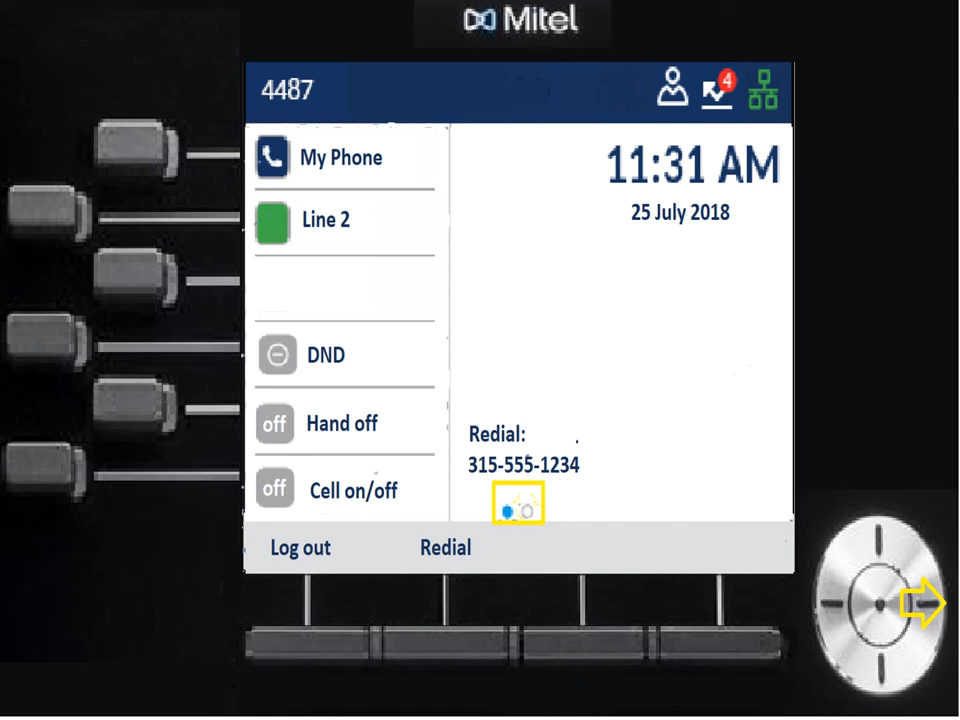 Mitel
4487
4
My Phone
11:31 AM
25 July 2018
Line 2
DND
off Hand off
Redial:
315-555-1234
off Cell on/off
Log out Redial